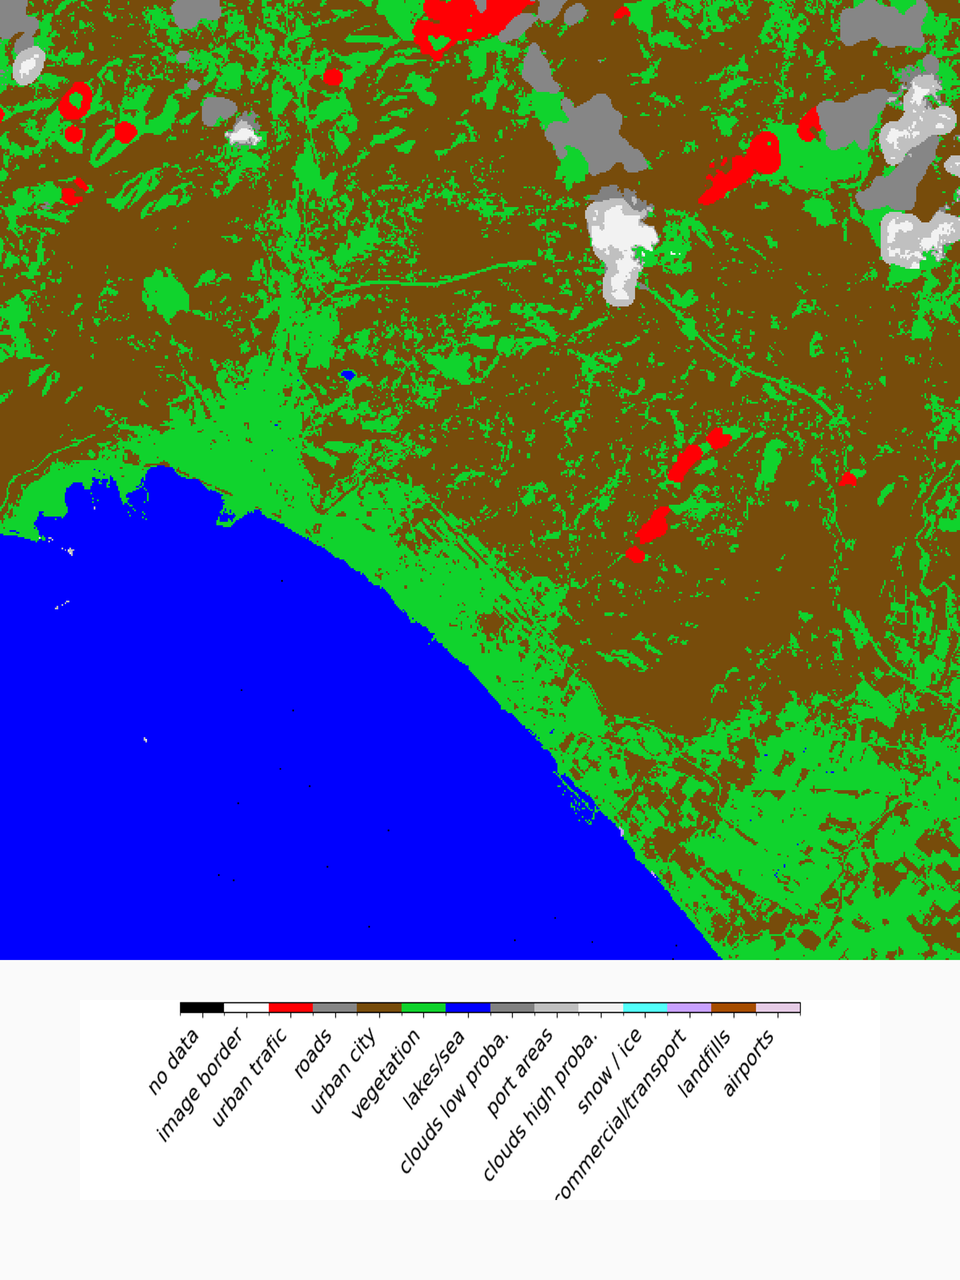 no data
image border
urban trafic
roads
urban city
vegetation
lakes/sea
clouds low proba.
port areas
clouds high proba.
snow / ice
ommercial/transport
landfills
airports